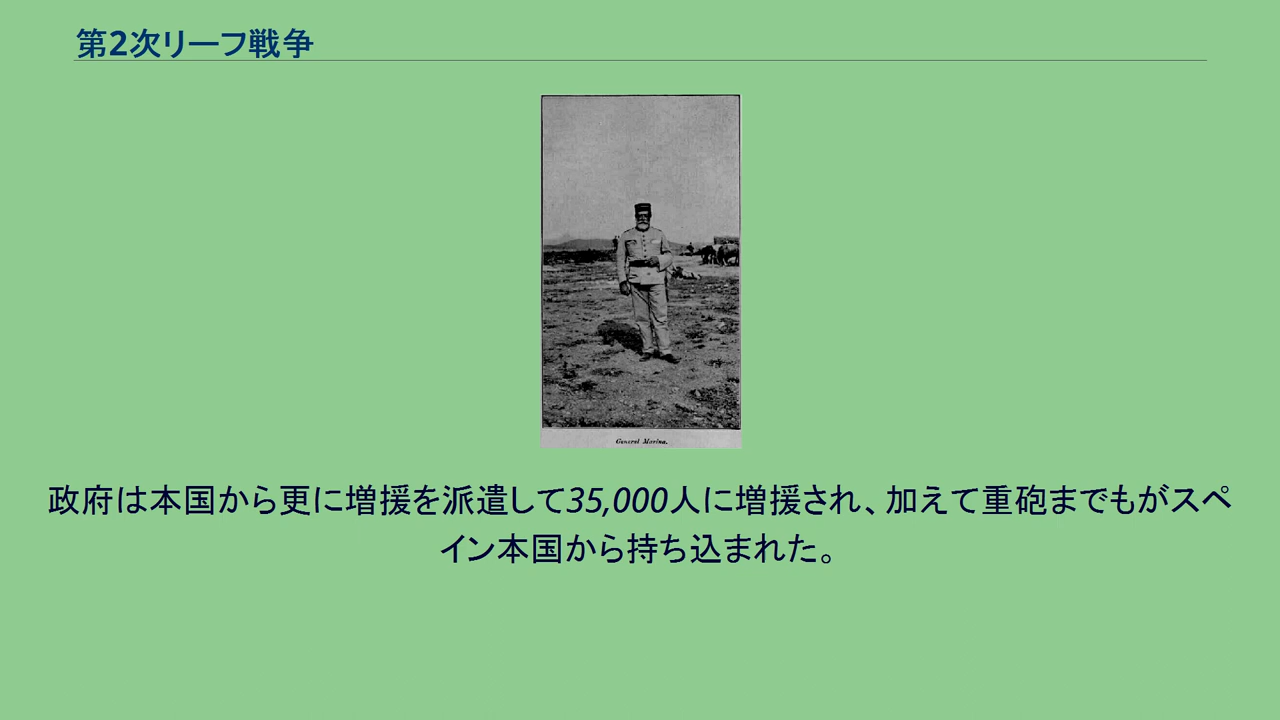 第2次リーフ戦争
General Marina.
政府は本国から更に増援を派遣して35,000人に増援され、加えて重砲までもがスペ
イン本国から持ち込まれた。